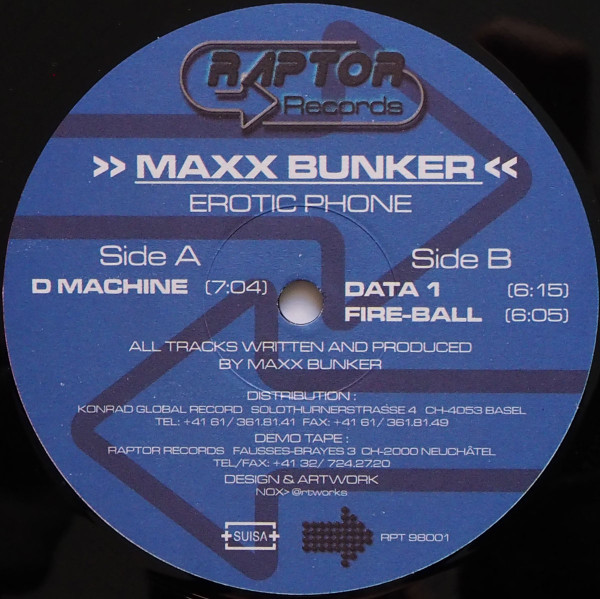 RAPTOR
Records
>> MAXX BUNKER <<
EROTIC PHONE
Side A
D MACHINE (7:04)
Side B
DATA 1 (6:15)
FIRE-BALL (6:05)
ALL TRACKS WRITTEN AND PRODUCED
BY MAXX BUNKER
DISTRIBUTION :
KONRAD GLOBAL RECORD SOLOTHURNERSTRASSE 4 CH-4053 BASEL
TEL: +41 61/ 361.81.41 FAX: +41 61/ 361.81.49
DEMO TAPE :
RAPTOR RECORDS FAUSSES-BRAYES 3 CH-2000 NEUCHÂTEL
TEL/FAX: +41 32/ 724.2720
DESIGN & ARTWORK
NOX> @rtworks
+SUISA+
RPT 98001